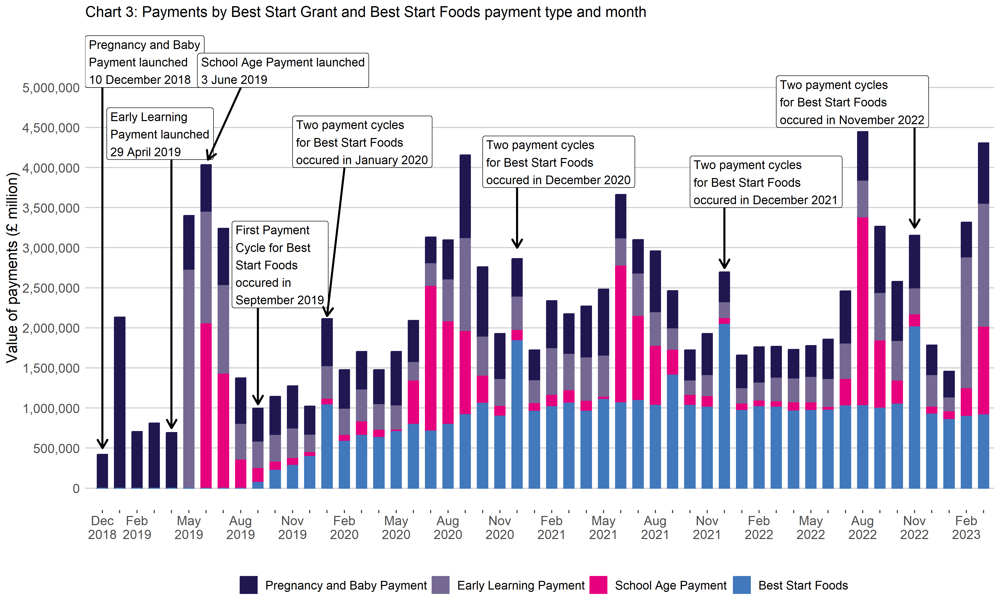 Chart 3: Payments by Best Start Grant and Best Start Foods payment type and month
Pregnancy and Baby
Payment launched
10 December 2018
School Age Payment launched
3 June 2019
Early Learning
Payment launched
29 April 2019
First Payment
Cycle for Best
Start Foods
occured in
September 2019
Two payment cycles
for Best Start Foods
occured in January 2020
Two payment cycles
for Best Start Foods
occured in December 2020
Two payment cycles
for Best Start Foods
occured in December 2021
Two payment cycles
for Best Start Foods
occured in November 2022
Value of payments (£ million)
5,000,000
4,500,000
4,000,000
3,500,000
3,000,000
2,500,000
2,000,000
1,500,000
1,000,000
500,000
0
Dec Feb May Aug Nov Feb May Aug Nov Feb May Aug Nov Feb May Aug Nov Feb
2018 2019 2019 2019 2019 2020 2020 2020 2020 2021 2021 2021 2021 2022 2022 2022 2022 2023
Pregnancy and Baby Payment Early Learning Payment School Age Payment Best Start Foods